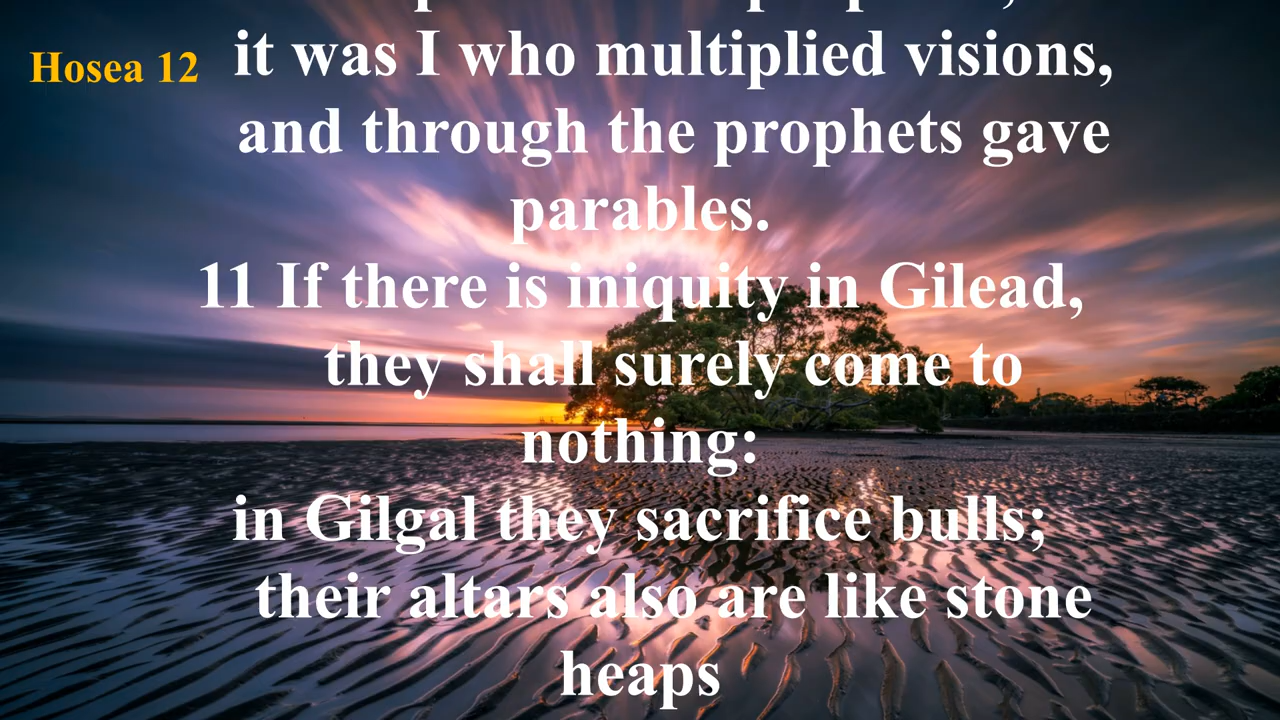 Hosea 12
it was I who multiplied visions,
and through the prophets gave
parables.
11 If there is iniquity in Gilead,
they shall surely come to
nothing:
in Gilgal they sacrifice bulls;
their altars also are like stone
heaps